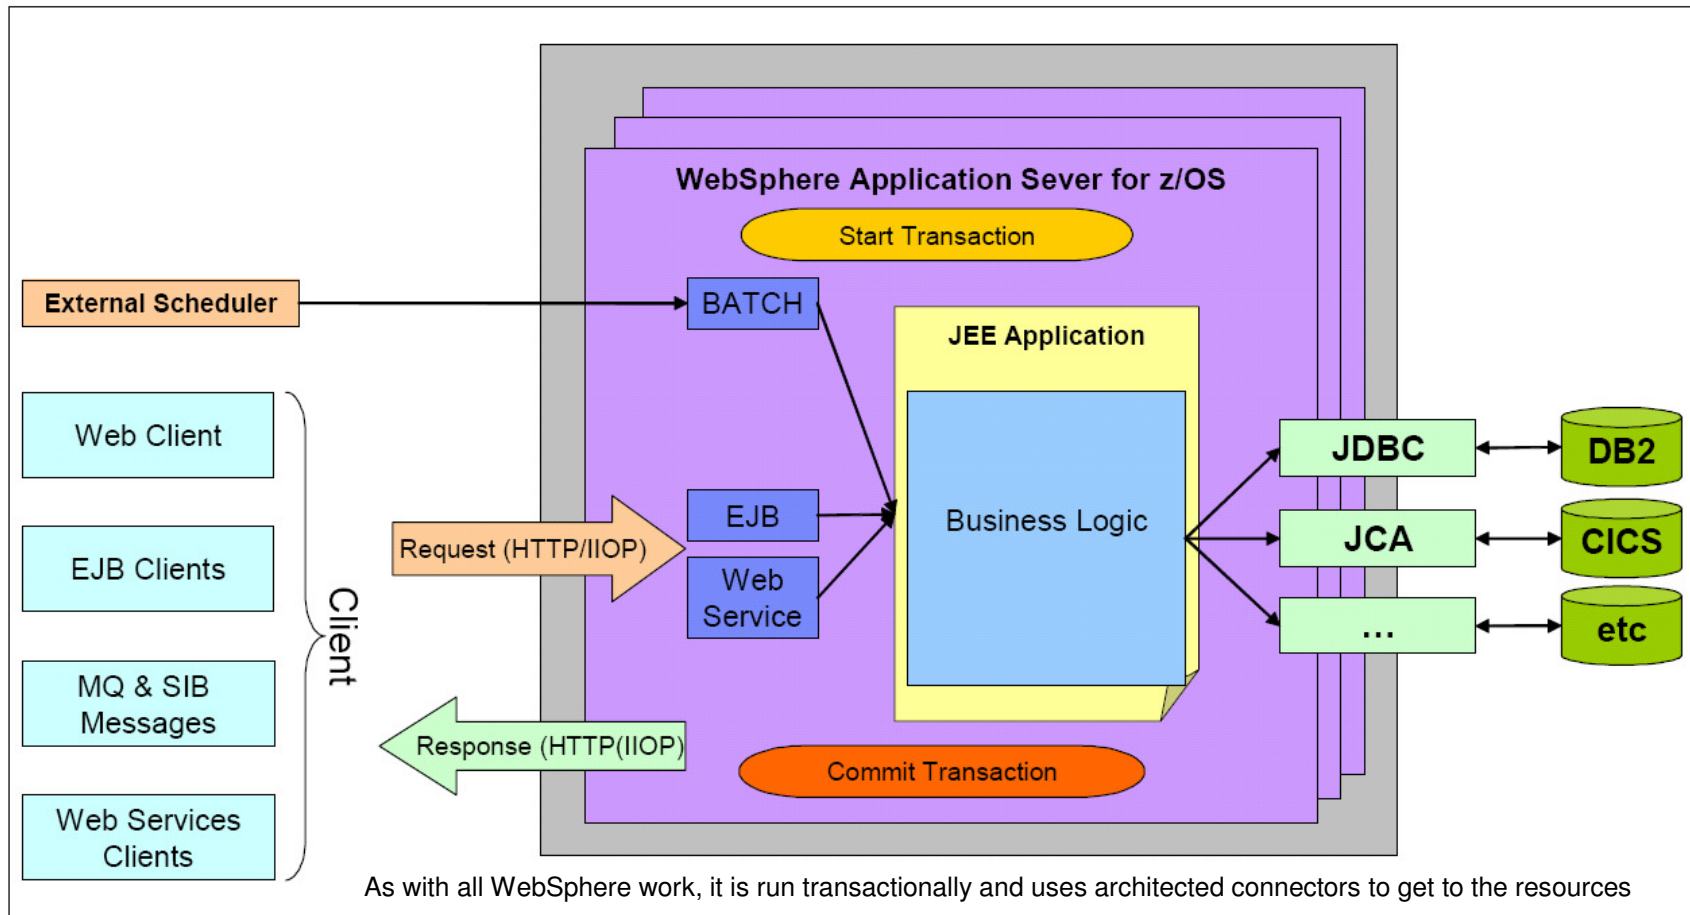 WebSphere Application Sever for z/OS
Start Transaction
External Scheduler
BATCH
JEE Application
Web Client
JDBC
DB2
EJB
Business Logic
Request (HTTP/IIOP)
JCA
CICS
EJB Clients
Web
Service
Client
...
etc
MQ & SIB
Messages
Response (HTTP(IIOP)
Commit Transaction
Web Services
Clients
As with all WebSphere work, it is run transactionally and uses architected connectors to get to the resources